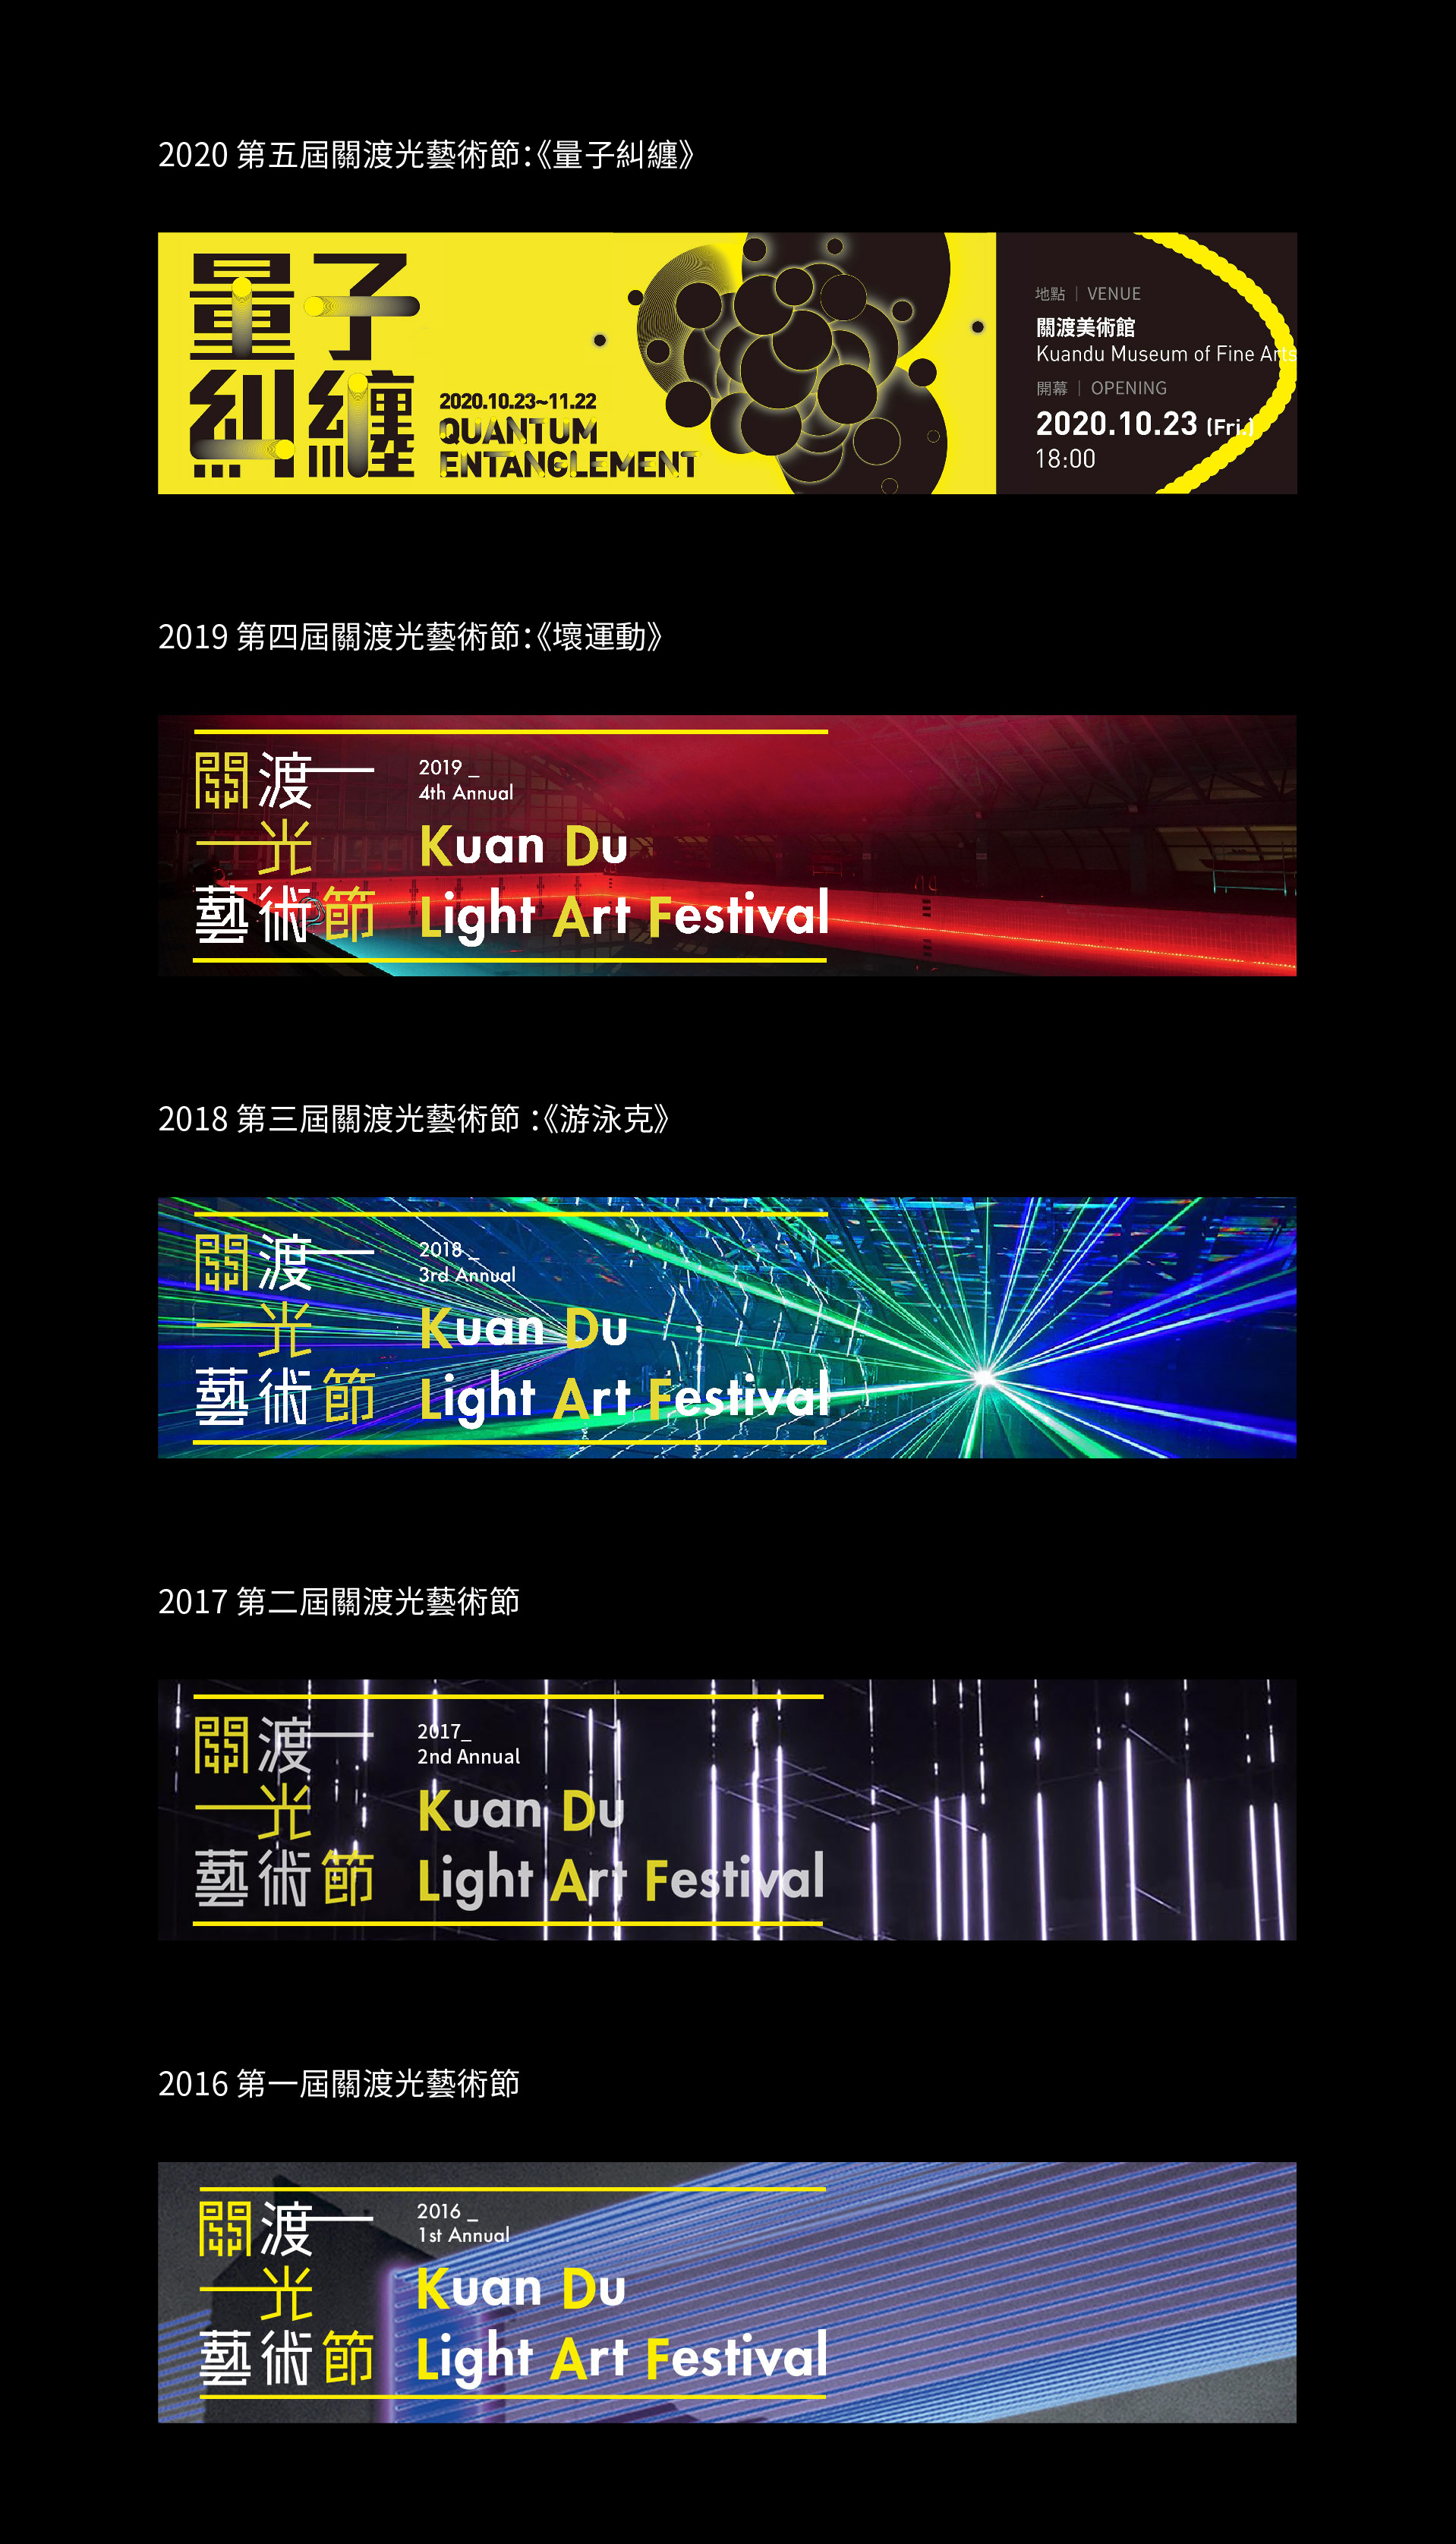 2020 第五屆關渡光藝術節：《量子糾纏》
量子
糾纏
2020.10.23~11.22
QUANTUM
ENTANGLEMENT
地點｜VENUE
關渡美術館
Kuandu Museum of Fine Arts
開幕｜OPENING
2020.10.23 (Fri.)
18:00
2019 第四屆關渡光藝術節：《壞運動》
關渡
光
藝術節
2019 _
4th Annual
Kuan Du
Light Art Festival
2018 第三屆關渡光藝術節：《游泳克》
關渡
光
藝術節
2018 _
3rd Annual
Kuan Du
Light Art Festival
2017 第二屆關渡光藝術節
關渡
光
藝術節
2017_
2nd Annual
Kuan Du
Light Art Festival
2016 第一屆關渡光藝術節
關渡
光
藝術節
2016 _
1st Annual
Kuan Du
Light Art Festival